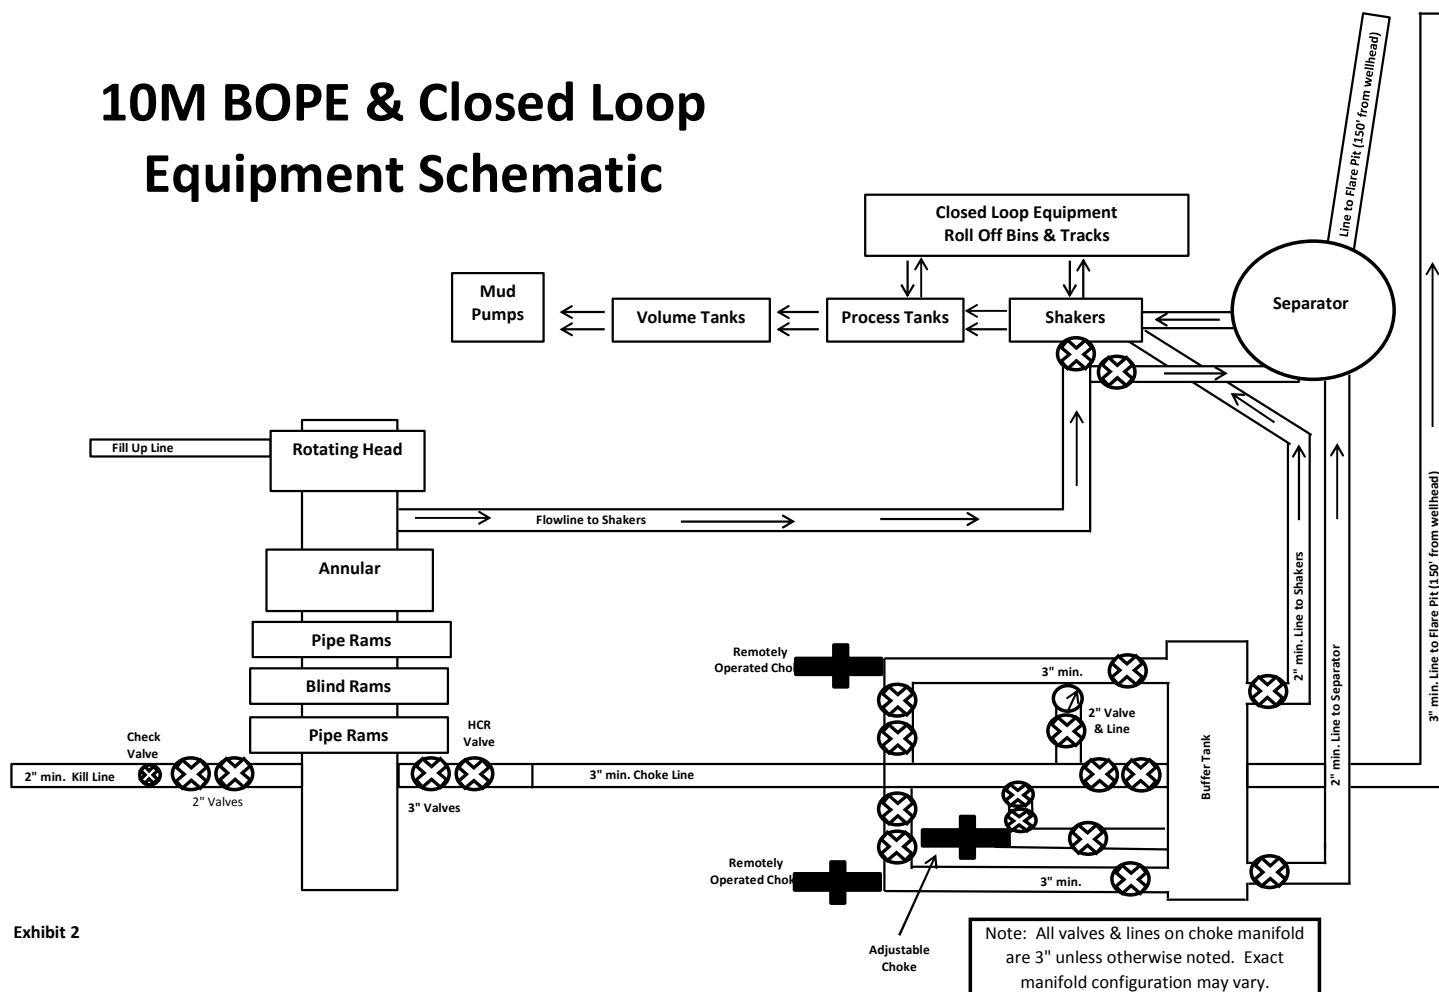 10M BOPE & Closed Loop
Equipment Schematic
Line to Flare Pit (150' from wellhead)
Closed Loop Equipment
Roll Off Bins & Tracks
Mud
Pumps
Volume Tanks
Process Tanks
Shakers
Separator
Fill Up Line
Rotating Head
Flowline to Shakers
Annular
Pipe Rams
Blind Rams
Pipe Rams
Check
Valve
HCR
Valve
2" min.  Kill Line
2" Valves
3" Valves
3" min. Choke Line
Remotely
Operated Cho
3" min.
2" Valve
& Line
Buffer Tank
2" min. Line to Shakers
2" min. Line to Separator
3" min. Line to Flare Pit (150' from wellhead)
Remotely
Operated Chok
3" min.
Adjustable
Choke
Exhibit 2
Note:  All valves & lines on choke manifold
are 3" unless otherwise noted.  Exact
manifold configuration may vary.